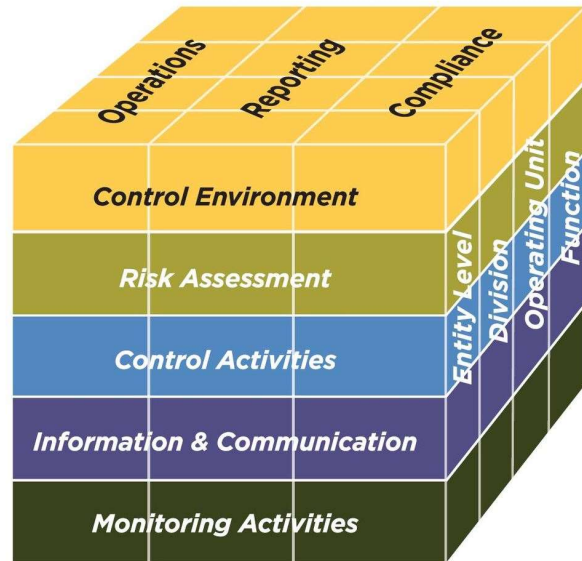 Operations
Reporting
Compliance
Control Environment
Risk Assessment
Control Activities
Information & Communication
Monitoring Activities
Entity Level
Division
Operating Unit
Function